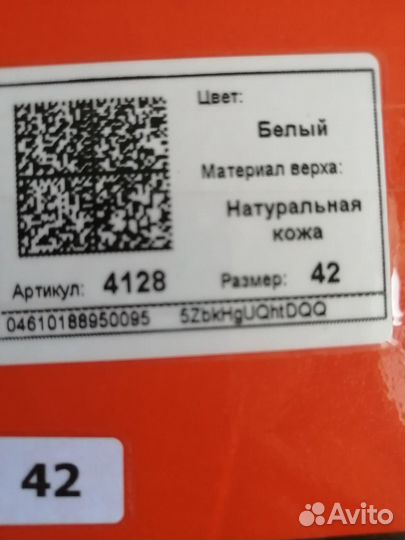 Цвет:
Белый
Материал верха:
Натуральная
кожа
Артикул: 4128 Размер: 42
04610188950095 5ZbkHgUQhtDQQ
42
Avito